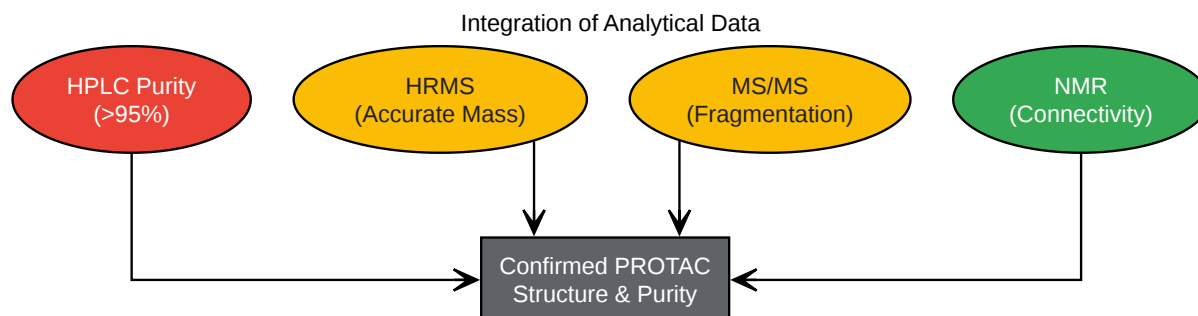 Integration of Analytical Data
HPLC Purity
(>95%)
HRMS
(Accurate Mass)
MS/MS
(Fragmentation)
NMR
(Connectivity)
Confirmed PROTAC
Structure & Purity